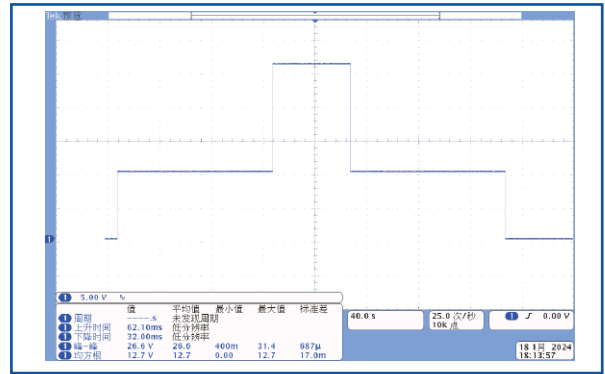 Tek 预览
1
1 5.00 V
值 平均值 最小值 最大值 标准差
1 周期 ----.s 未发现周期
1 上升时间 62.10ms 低分辨率
1 下降时间 32.00ms 低分辨率
1 峰-峰 26.6 V 26.6 400m 31.4 687μ
1 均方根 12.7 V 12.7 0.00 12.7 17.0m
40.0 s
25.0 次/秒
10k 点
1 0.00 V
18 1月 2024
18:13:57